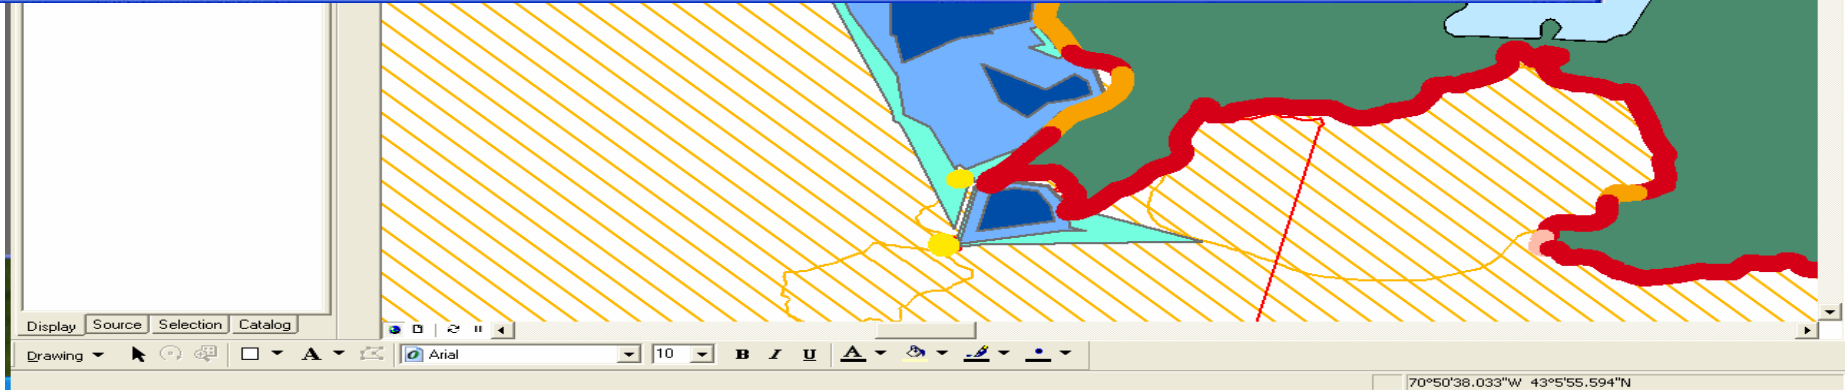 Display Source Selection Catalog
Drawing A Arial 10 B I U A
70°50'38.033"W 43°5'55.594"N